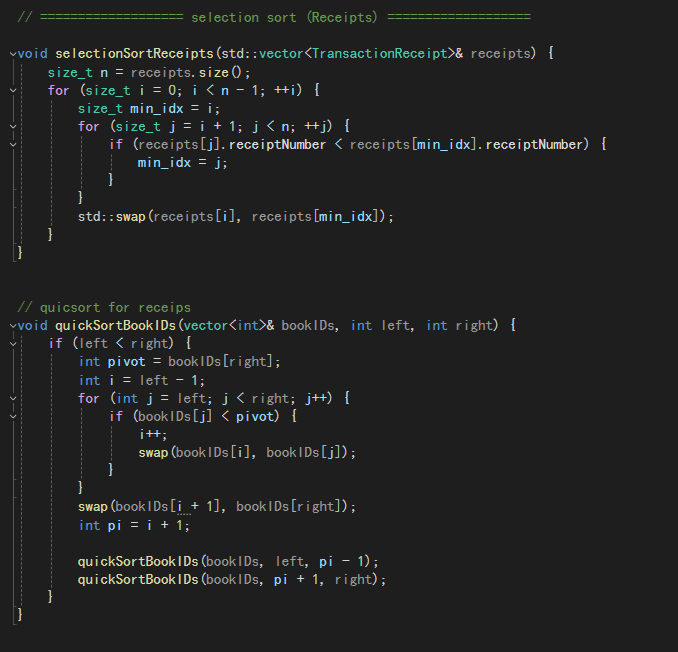 // =================== selection sort (Receipts) ===================
void selectionSortReceipts(std::vector<TransactionReceipt>& receipts) {
size_t n = receipts.size();
for (size_t i = 0; i < n - 1; ++i) {
size_t min_idx = i;
for (size_t j = i + 1; j < n; ++j) {
if (receipts[j].receiptNumber < receipts[min_idx].receiptNumber) {
min_idx = j;
}
}
std::swap(receipts[i], receipts[min_idx]);
}
}
// quicsort for receips
void quickSortBookIDs(vector<int>& bookIDs, int left, int right) {
if (left < right) {
int pivot = bookIDs[right];
int i = left - 1;
for (int j = left; j < right; j++) {
if (bookIDs[j] < pivot) {
i++;
swap(bookIDs[i], bookIDs[j]);
}
}
swap(bookIDs[i + 1], bookIDs[right]);
int pi = i + 1;
quickSortBookIDs(bookIDs, left, pi - 1);
quickSortBookIDs(bookIDs, pi + 1, right);
}
}